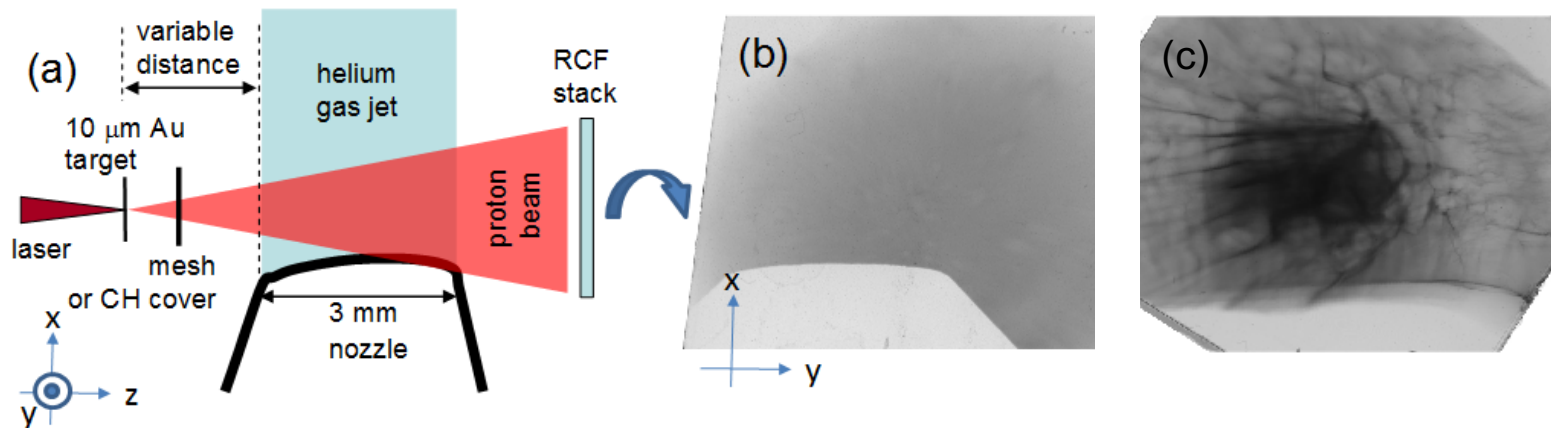 (a)
variable
distance
helium
gas jet
RCF
stack
10 μm Au
target
laser
mesh
or CH cover
proton
beam
3 mm
nozzle
x
y
z
(b)
x
y
(c)